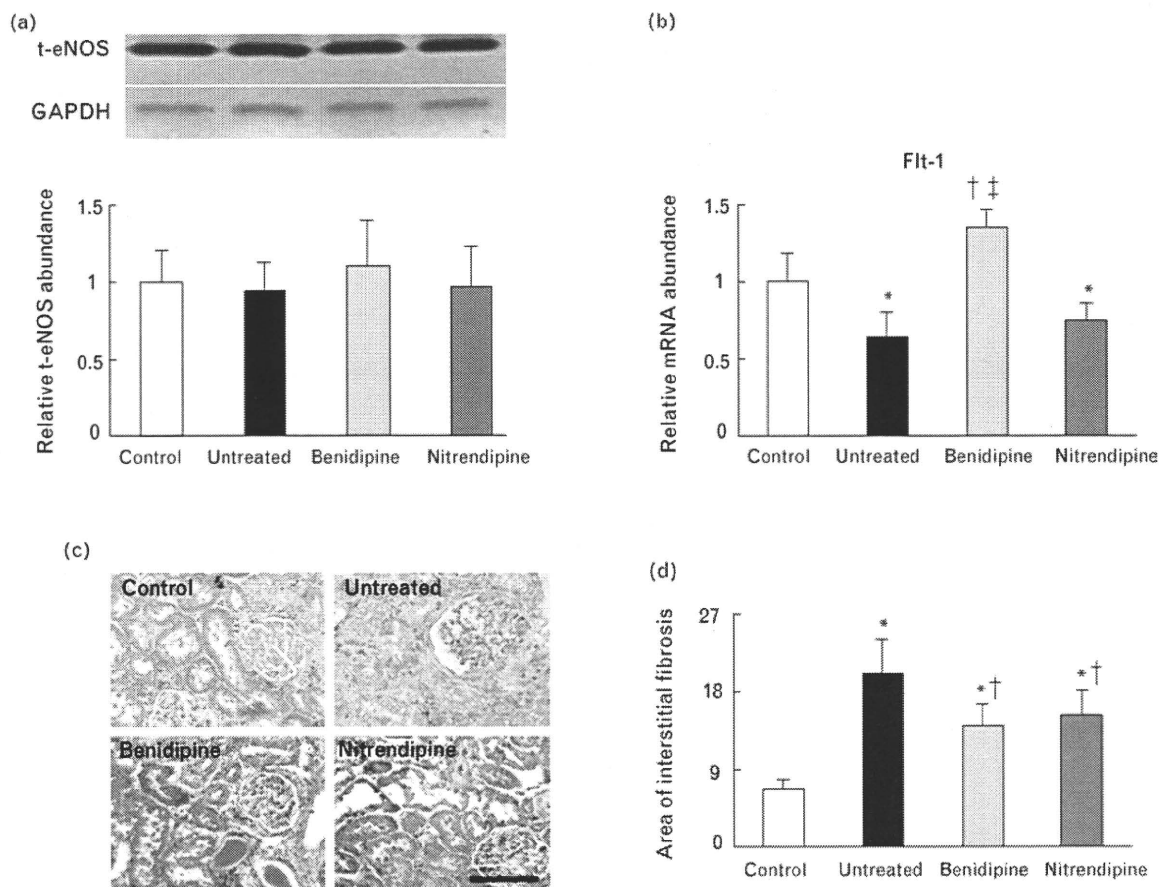 (a)
t-eNOS
GAPDH
Relative t-eNOS abundance
1.5
1
0.5
0
Control Untreated Benidipine Nitrendipine
(b)
Flt-1
Relative mRNA abundance
1.5
1
0.5
0
† ‡
*
*
Control Untreated Benidipine Nitrendipine
(c)
Control Untreated
Benidipine Nitrendipine
(d)
Area of interstitial fibrosis
27
18
9
0
*
*†
*†
Control Untreated Benidipine Nitrendipine